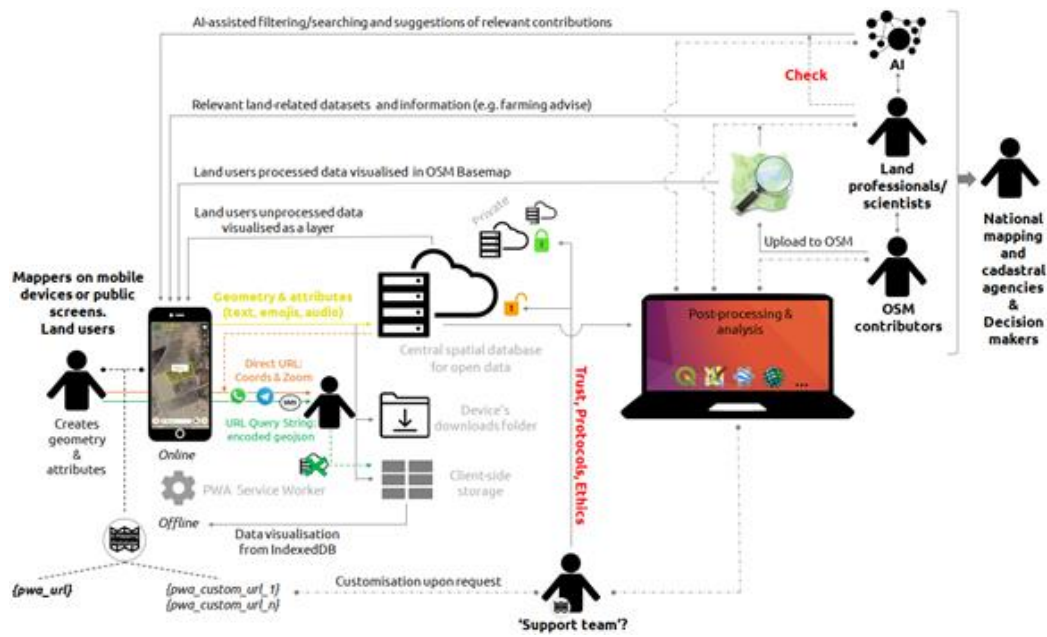 AI-assisted filtering/searching and suggestions of relevant contributions
AI
Check
Relevant land-related datasets and information (e.g. farming advise)
Land
professionals/
scientists
Land users processed data visualised in OSM Basemap
Land users unprocessed data
visualised as a layer
Private
Upload to OSM
OSM
contributors
National
mapping
and
cadastral
agencies
&
Decision
makers
Mappers on mobile
devices or public
screens.
Land users
Geometry & attributes
(text, emojis, audio)
Central spatial database
for open data
Post-processing &
analysis
...
Direct URL:
Coords & Zoom
SMS
URL Query String:
encoded geojson
Creates
geometry
&
attributes
Online
Device's
downloads folder
PWA Service Worker
Client-side
storage
Offline
Data visualisation
from IndexedDB
Trust, Protocols, Ethics
{pwa_url}
{pwa_custom_url_1}
{pwa_custom_url_n}
Customisation upon request
'Support team'?